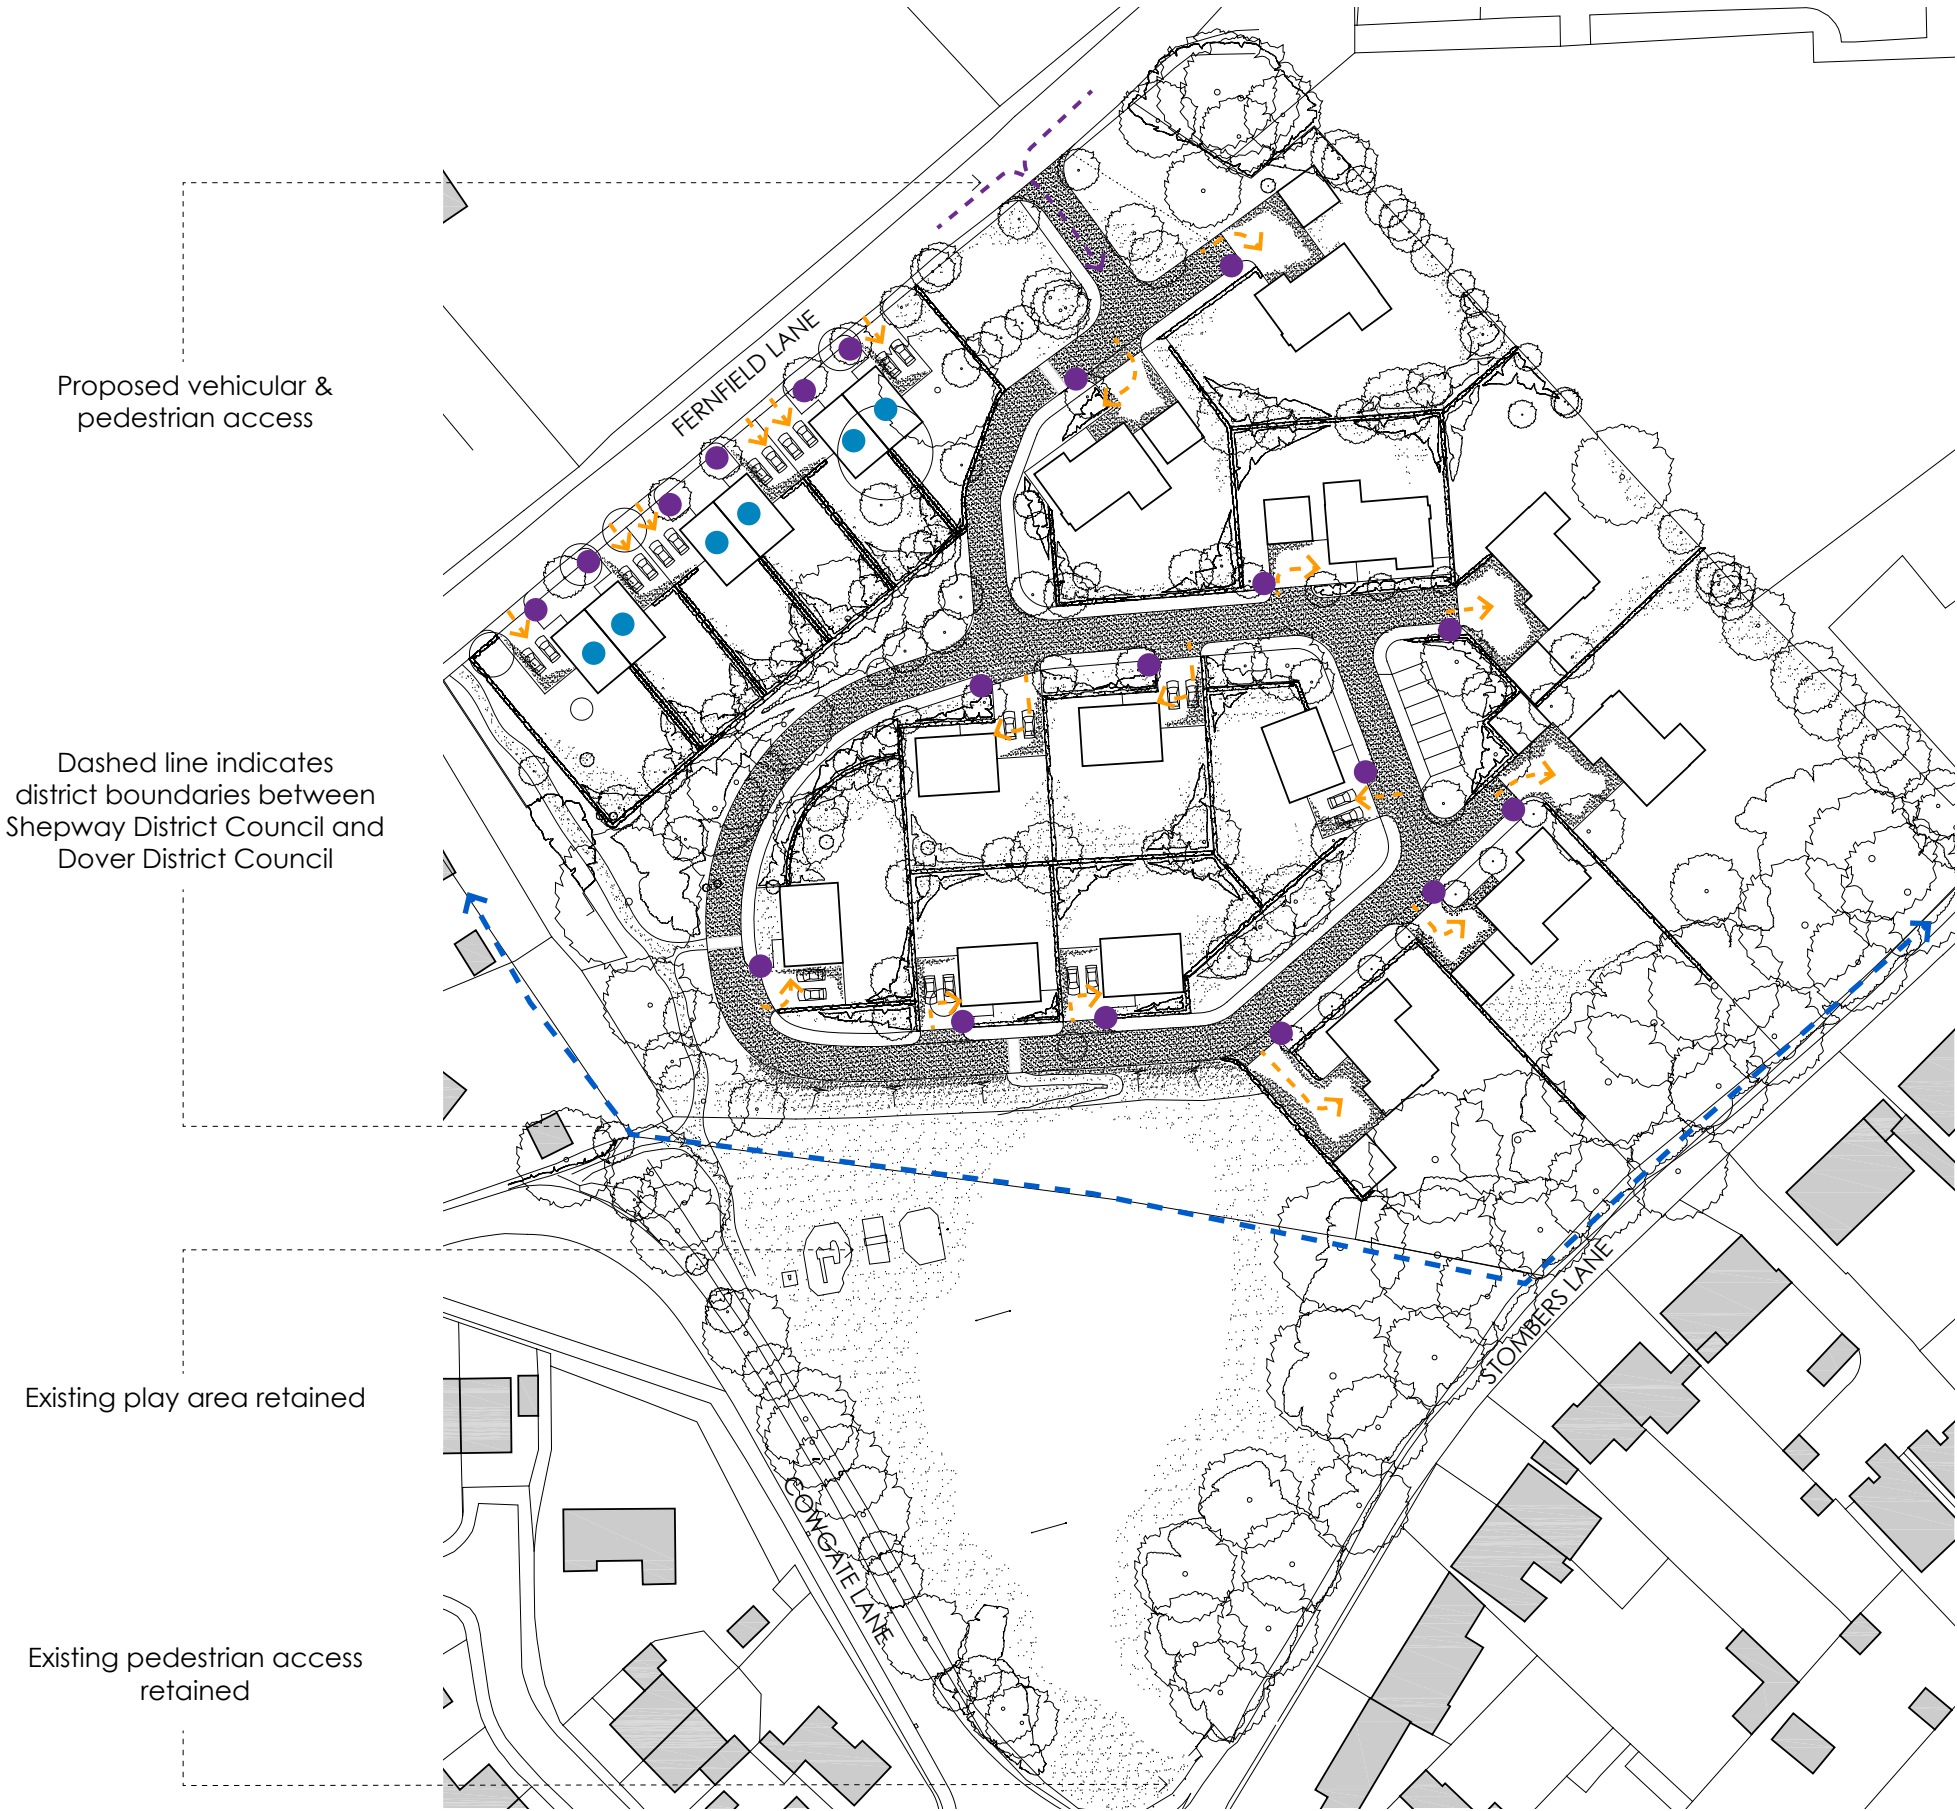 FERNFIELD LANE
Proposed vehicular &
pedestrian access
Dashed line indicates
district boundaries between
Shepway District Council and
Dover District Council
STOMBERS LANE
Existing play area retained
COWGATE LANE
Existing pedestrian access
retained